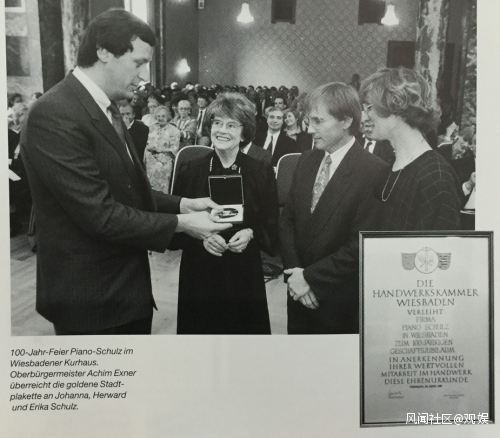 100-Jahr-Feier Piano-Schulz im
Wiesbadener Kurhaus.
Oberbürgermeister Achim Exner
überreicht die goldene Stadt-
plakette an Johanna, Herward
und Erika Schulz.
DIE
HANDWERKSKAMMER
WIESBADEN
VERLEIHT
FIRMA
PIANO SCHULZ
IN WIESBADEN
ZUM 100JÄHRIGEN
GESCHÄFTSJUBILÄUM
IN ANERKENNUNG
IHRER WERTVOLLEN
MITARBEIT IM HANDWERK
DIESE EHRENURKUNDE
风闻社区@观娱